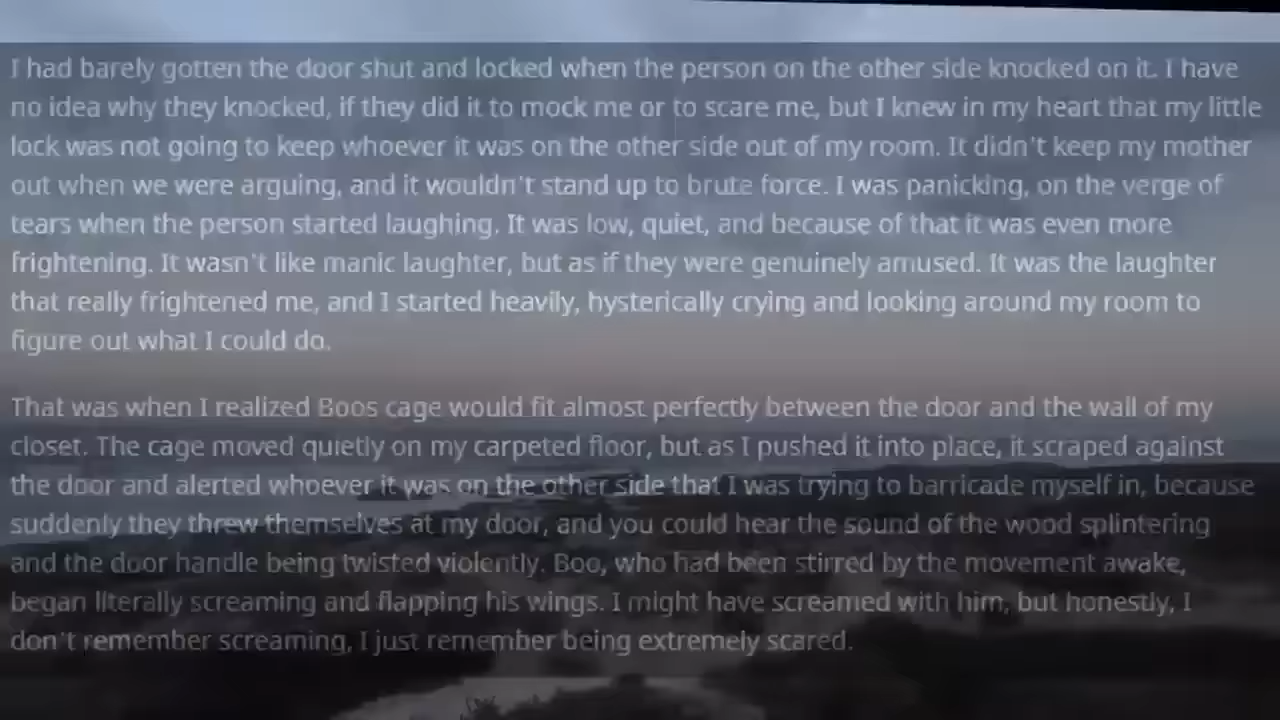 I had barely gotten the door shut and locked when the person on the other side knocked on it. I have
no idea why they knocked, if they did it to mock me or to scare me, but I knew in my heart that my little
lock was not going to keep whoever it was on the other side out of my room. It didn't keep my mother
out when we were arguing, and it wouldn't stand up to brute force. I was panicking, on the verge of
tears when the person started laughing. It was low, quiet, and because of that it was even more
frightening. It wasn't like manic laughter, but as if they were genuinely amused. It was the laughter
that really frightened me, and I started heavily, hysterically crying and looking around my room to
figure out what I could do.
That was when I realized Boos cage would fit almost perfectly between the door and the wall of my
closet. The cage moved quietly on my carpeted floor, but as I pushed it into place, it scraped against
the door and alerted whoever it was on the other side that I was trying to barricade myself in, because
suddenly they threw themselves at my door, and you could hear the sound of the wood splintering
and the door handle being twisted violently. Boo, who had been stirred by the movement awake,
began literally screaming and flapping his wings. I might have screamed with him, but honestly, I
don't remember screaming, I just remember being extremely scared.